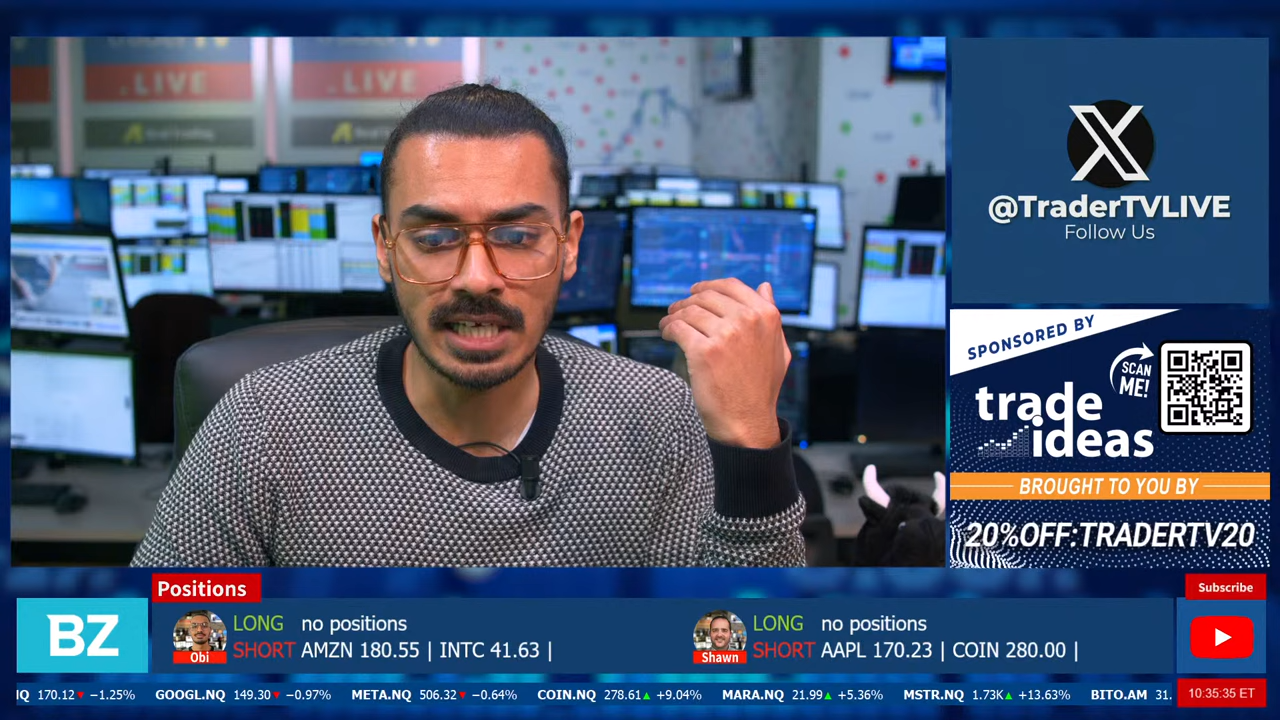 .LIVE
.LIVE
@TraderTVLIVE
Follow Us
SPONSORED BY
SCAN
ME!
trade
ideas
BROUGHT TO YOU BY
20%OFF:TRADERTV20
Positions
Subscribe
BZ
Obi
LONG no positions
SHORT AMZN 180.55 | INTC 41.63 |
Shawn
LONG no positions
SHORT AAPL 170.23 | COIN 280.00 |
170.12 ▼ −1.25% GOOGL.NQ 149.30 ▼ −0.97% META.NQ 506.32 ▼ −0.64% COIN.NQ 278.61 ▲ +9.04% MARA.NQ 21.99 ▲ +5.36% MSTR.NQ 1.73K ▲ +13.63% BITO.AM 31.
10:35:35 ET